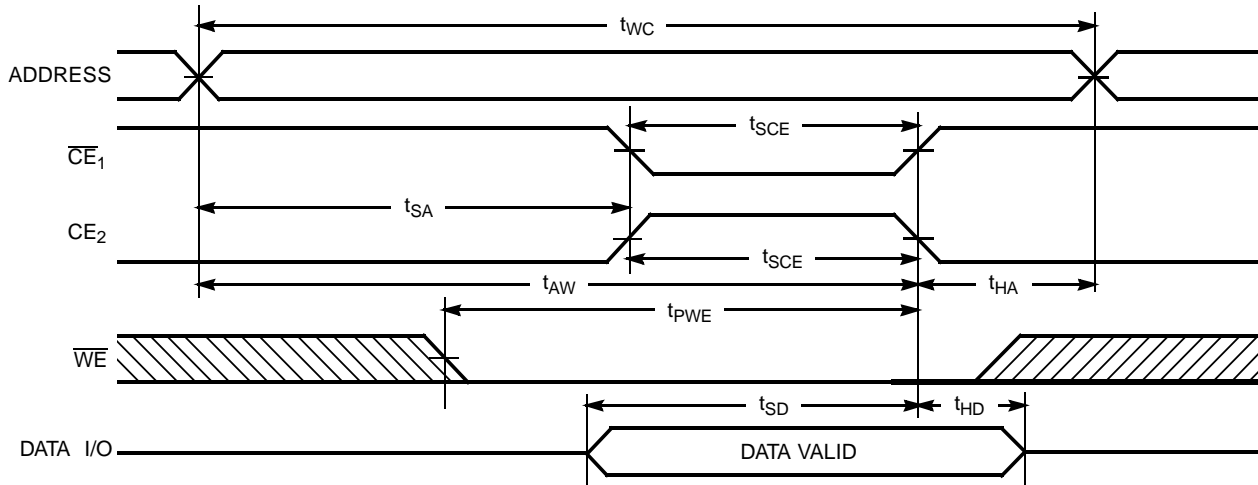 tWC
ADDRESS
tSCE
CE1
tSA
CE2
tSCE
tAW
tHA
tPWE
WE
tSD
tHD
DATA I/O
DATA VALID